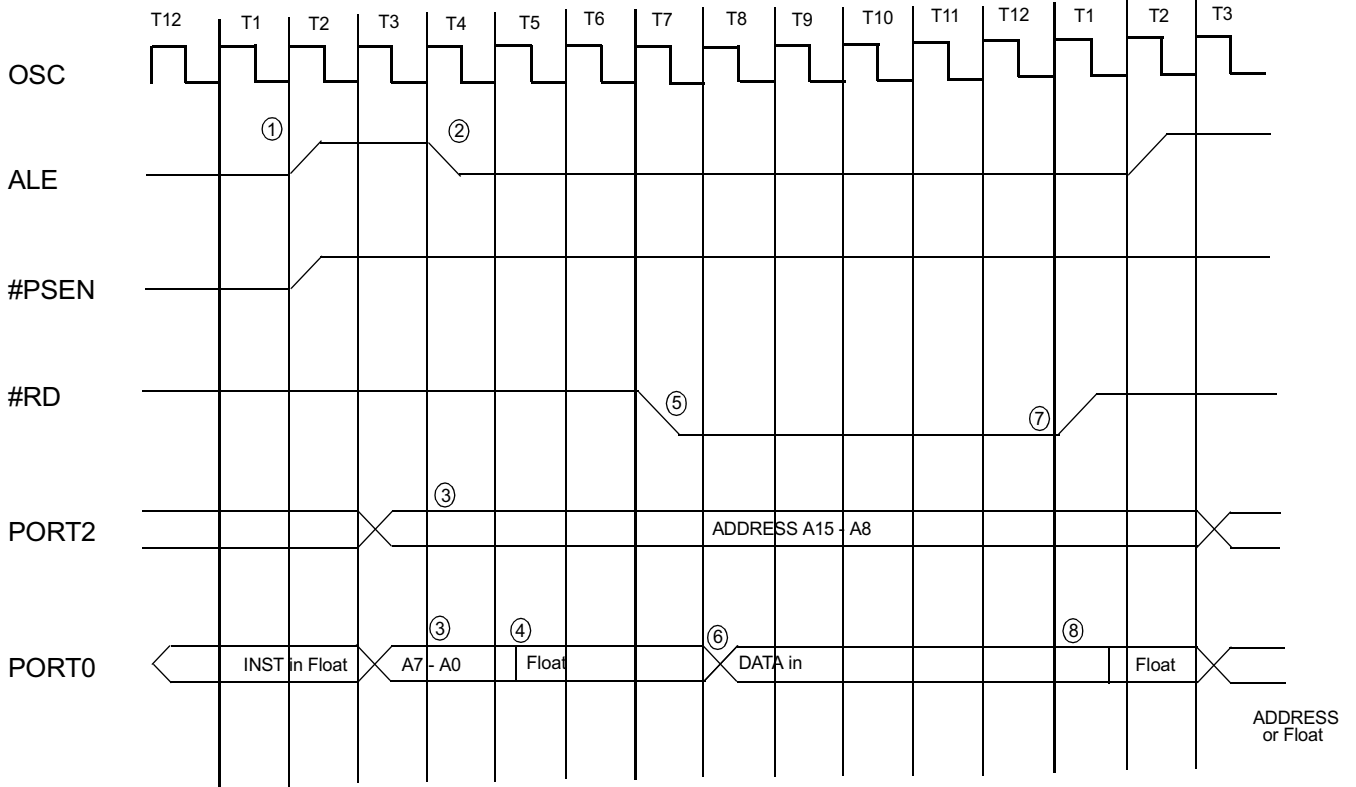 T12 T1 T2 T3 T4 T5 T6 T7 T8 T9 T10 T11 T12 T1 T2 T3
OSC
① ②
ALE
#PSEN
#RD
⑤ ⑦
③
PORT2 ADDRESS A15 - A8
③ ④ ⑥ ⑧
PORT0 INST in Float A7 - A0 Float DATA in Float
ADDRESS
or Float